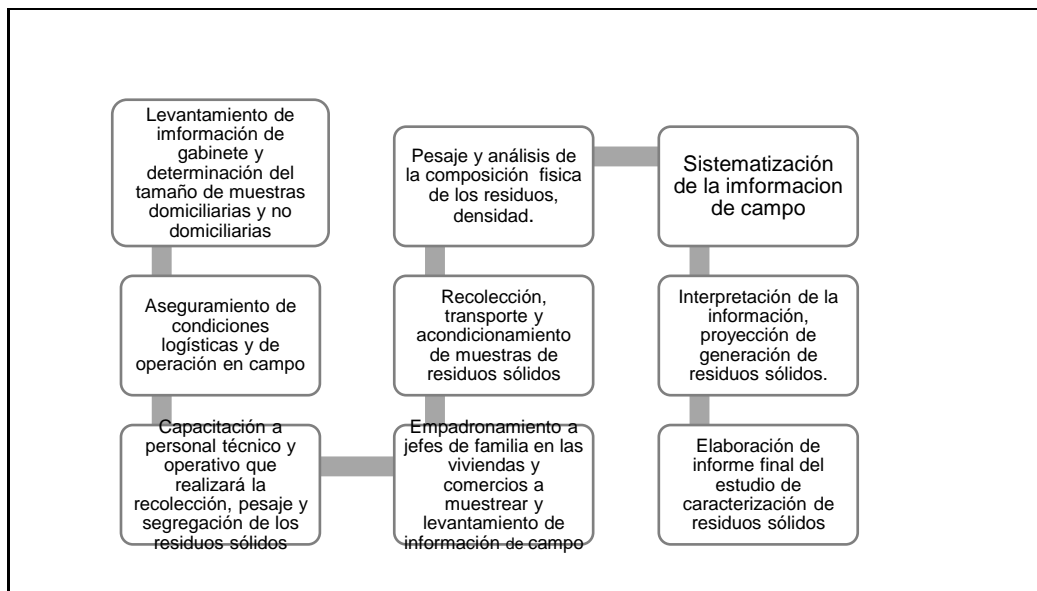 Levantamiento de
imformación de
gabinete y
determinación del
tamaño de muestras
domiciliarias y no
domiciliarias
Aseguramiento de
condiciones
logísticas y de
operación en campo
Capacitación a
personal técnico y
operativo que
realizará la
recolección, pesaje y
segregación de los
residuos sólidos
Empadronamiento a
jefes de familia en las
viviendas y
comercios a
muestrear y
levantamiento de
información de campo
Recolección,
transporte y
acondicionamiento
de muestras de
residuos sólidos
Pesaje y análisis de
la composición fisica
de los residuos,
densidad.
Sistematización
de la imformacion
de campo
Interpretación de la
información,
proyección de
generación de
residuos sólidos.
Elaboración de
informe final del
estudio de
caracterización de
residuos sólidos